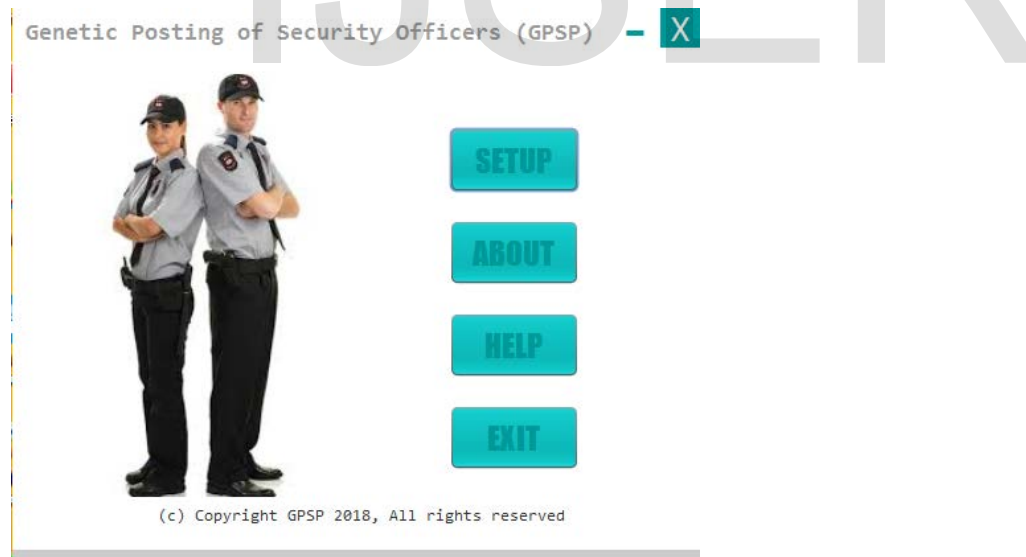 Genetic Posting of Security Officers (GPSP) – X
SETUP
ABOUT
HELP
EXIT
(c) Copyright GPSP 2018, All rights reserved